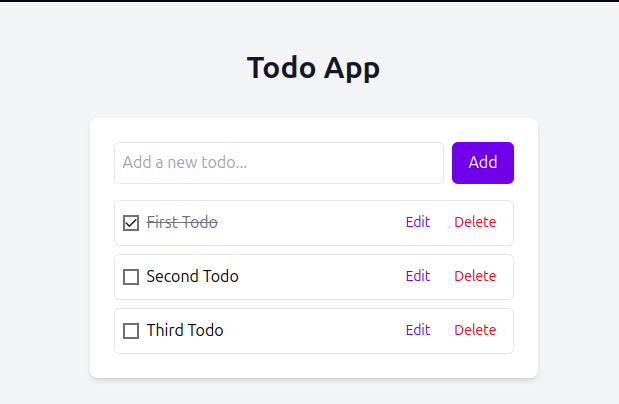 Todo App
Add a new todo... Add
First Todo Edit Delete
Second Todo Edit Delete
Third Todo Edit Delete